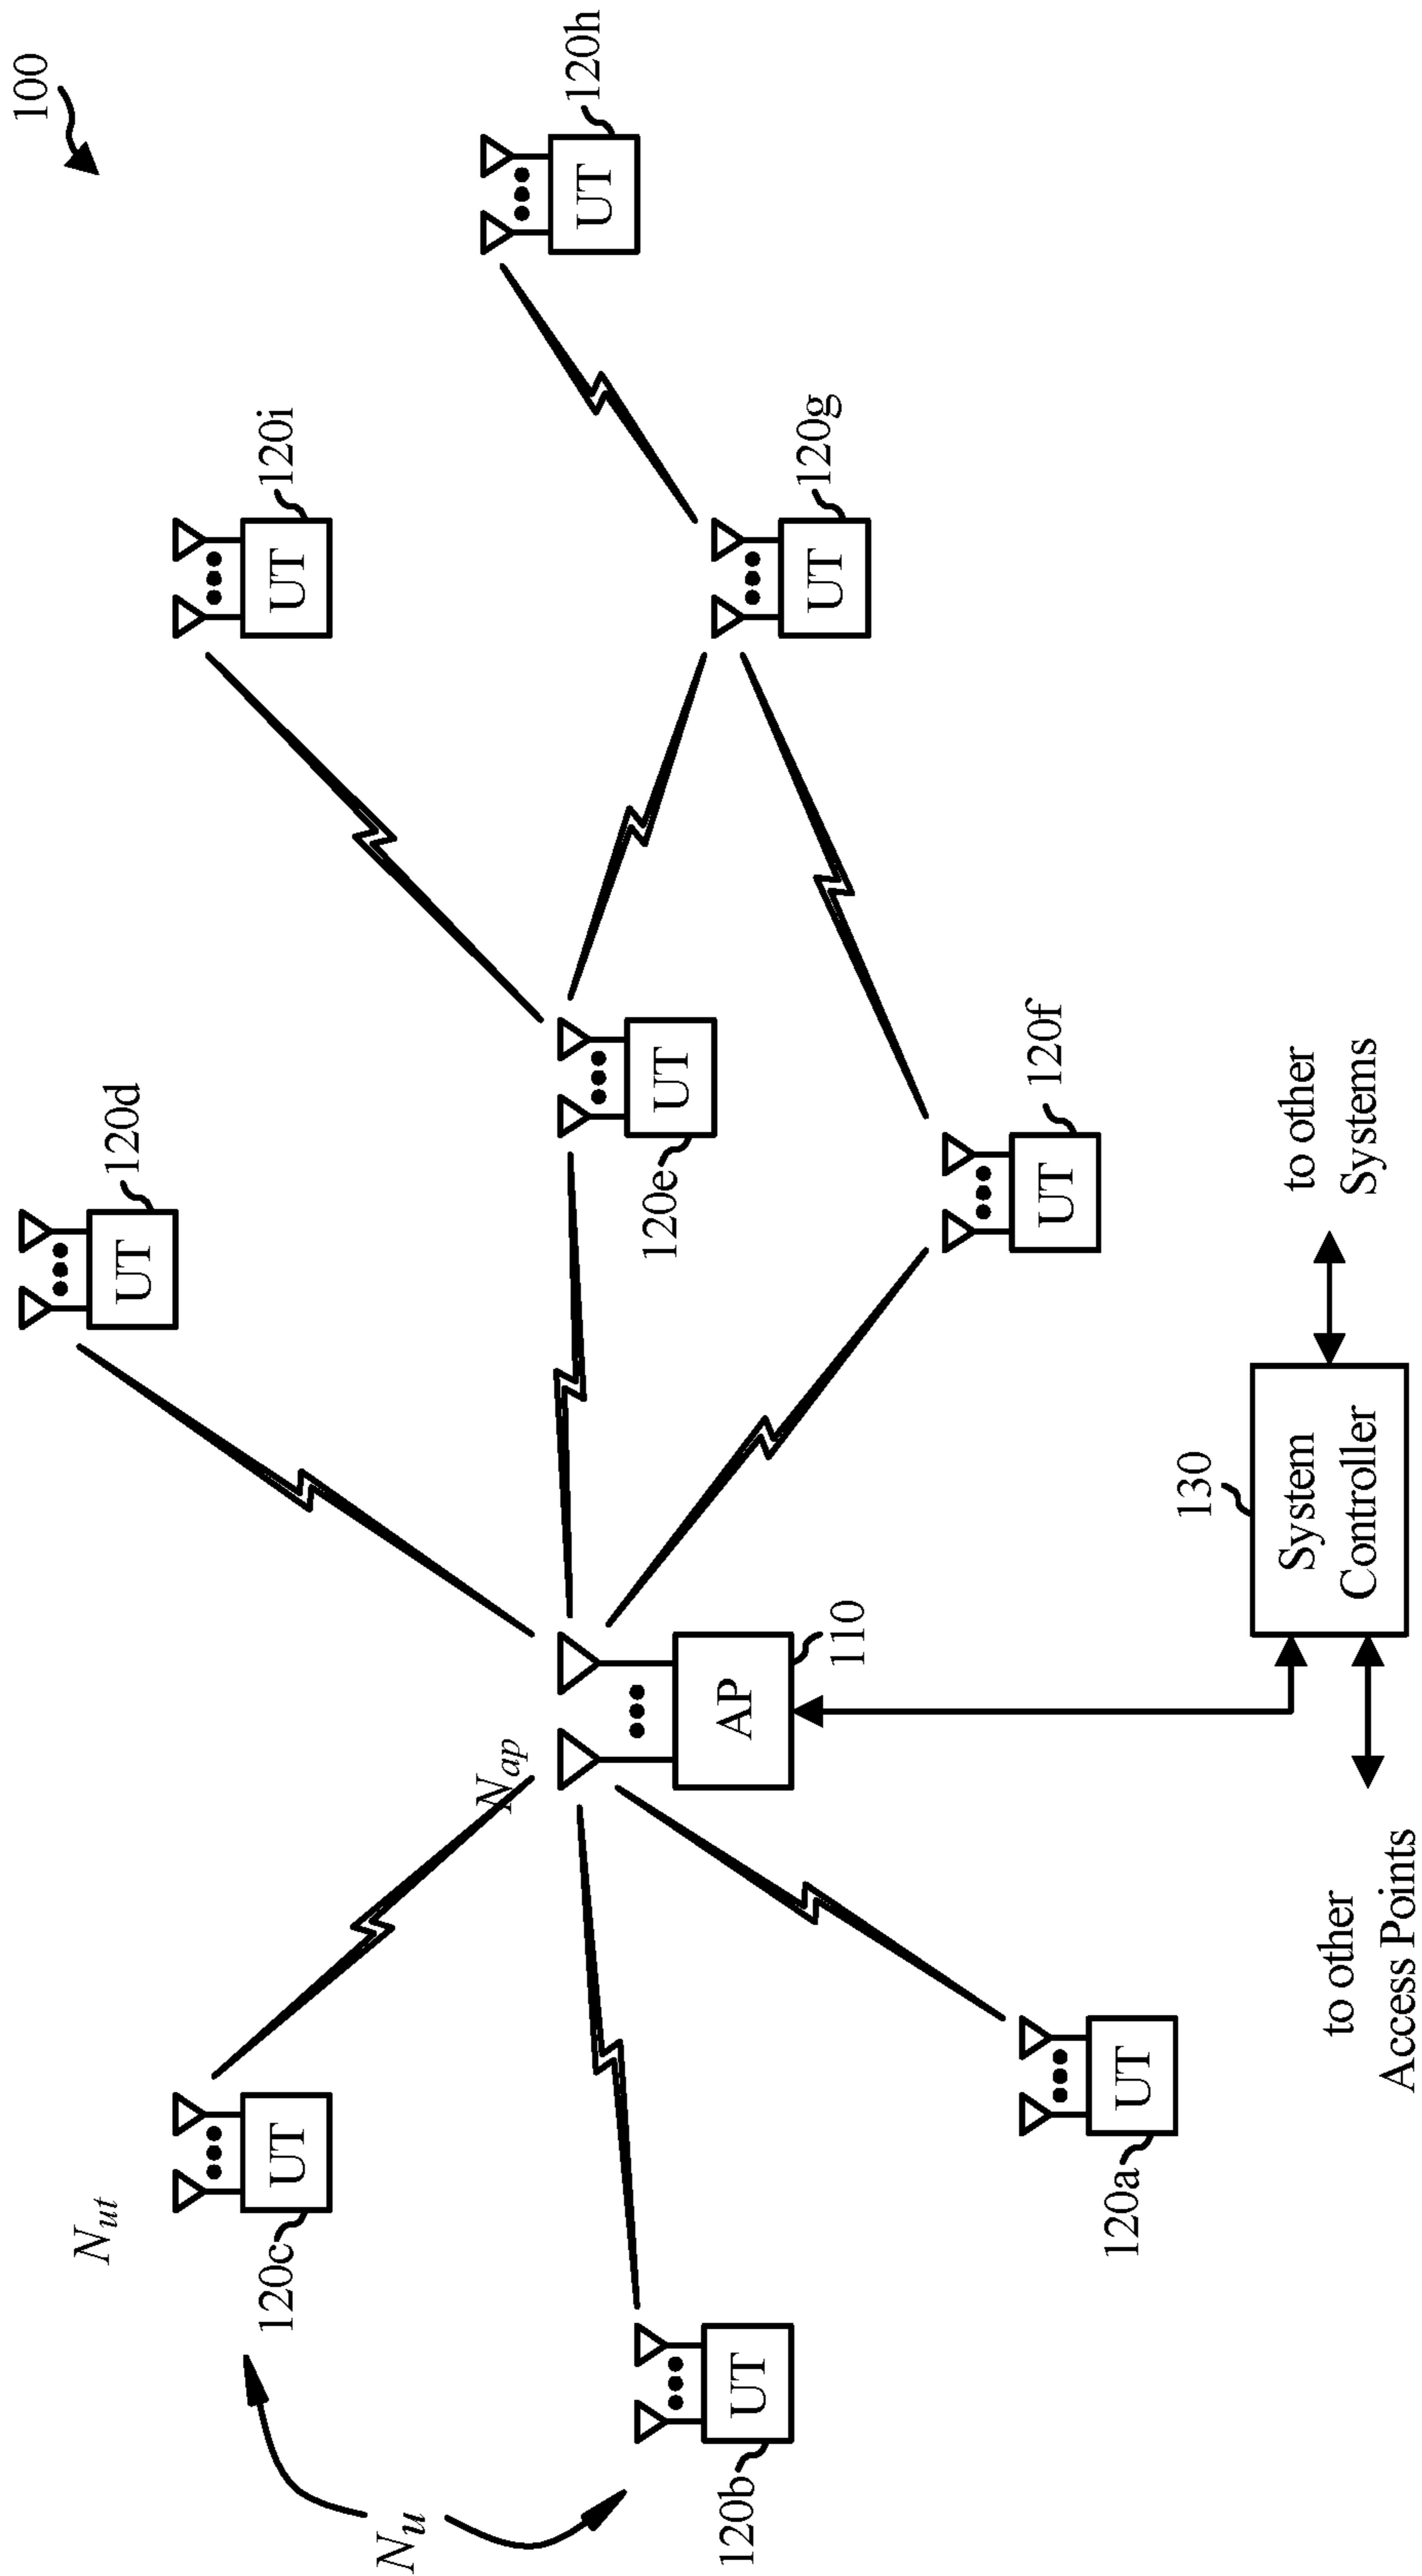 100
120d
UT
N_ut
120c
UT
120i
UT
N_u
N_ap
120e
UT
120h
UT
120b
UT
AP
110
120g
UT
120f
UT
120a
UT
130
System
Controller
to other
Systems
to other
Access Points